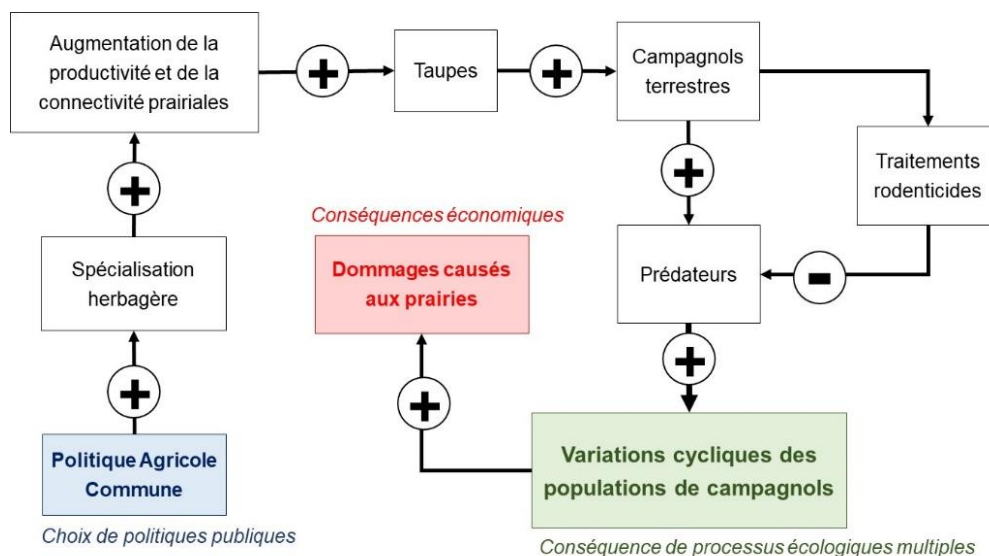 Augmentation de la
productivité et de la
connectivité prairiales
+
Taupes
+
Campagnols
terrestres
+
+
Traitements
rodenticides
Conséquences économiques
Spécialisation
herbagère
Dommages causés
aux prairies
Prédateurs
-
+
+
+
Politique Agricole
Commune
Variations cycliques des
populations de campagnols
Choix de politiques publiques
Conséquence de processus écologiques multiples